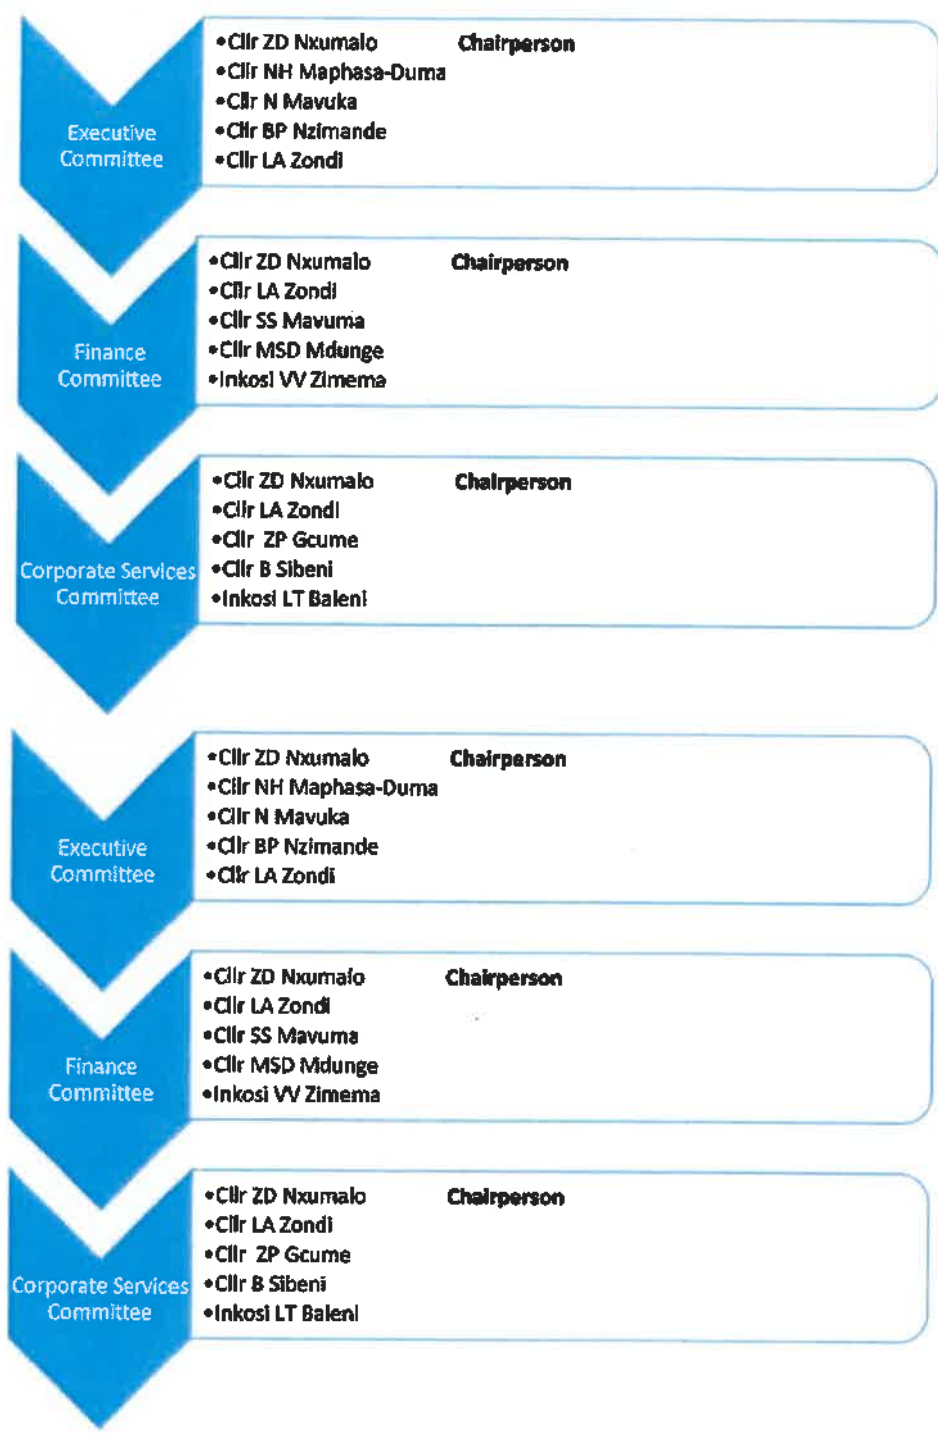 Executive
Committee
•Cllr ZD Nxumalo Chairperson
•Cllr NH Maphasa-Duma
•Cllr N Mavuka
•Cllr BP Nzimande
•Cllr LA Zondi
Finance
Committee
•Cllr ZD Nxumalo Chairperson
•Cllr LA Zondi
•Cllr SS Mavuma
•Cllr MSD Mdunge
•Inkosi VV Zimema
Corporate Services
Committee
•Cllr ZD Nxumalo Chairperson
•Cllr LA Zondi
•Cllr ZP Gcume
•Cllr B Sibeni
•Inkosi LT Baleni
Executive
Committee
•Cllr ZD Nxumalo Chairperson
•Cllr NH Maphasa-Duma
•Cllr N Mavuka
•Cllr BP Nzimande
•Cllr LA Zondi
Finance
Committee
•Cllr ZD Nxumalo Chairperson
•Cllr LA Zondi
•Cllr SS Mavuma
•Cllr MSD Mdunge
•Inkosi VV Zimema
Corporate Services
Committee
•Cllr ZD Nxumalo Chairperson
•Cllr LA Zondi
•Cllr ZP Gcume
•Cllr B Sibeni
•Inkosi LT Baleni